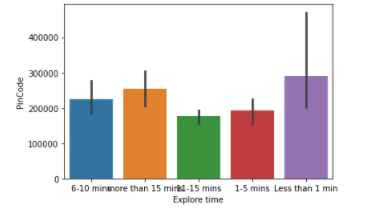 400000
300000
200000
100000
0
PinCode
6-10 mins more than 15 mins 11-15 mins 1-5 mins Less than 1 min
Explore time